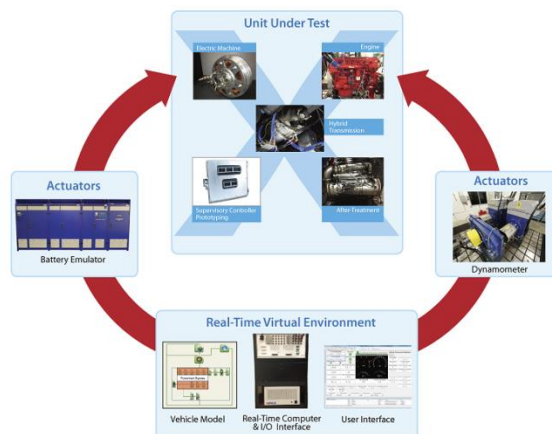 Unit Under Test
Electric Machine
Engine
Hybrid
Transmission
Supervisory Controller
Prototyping
After-Treatment
Actuators
Battery Emulator
Actuators
Dynamometer
Real-Time Virtual Environment
Vehicle Model
Real-Time Computer
& I/O Interface
User Interface